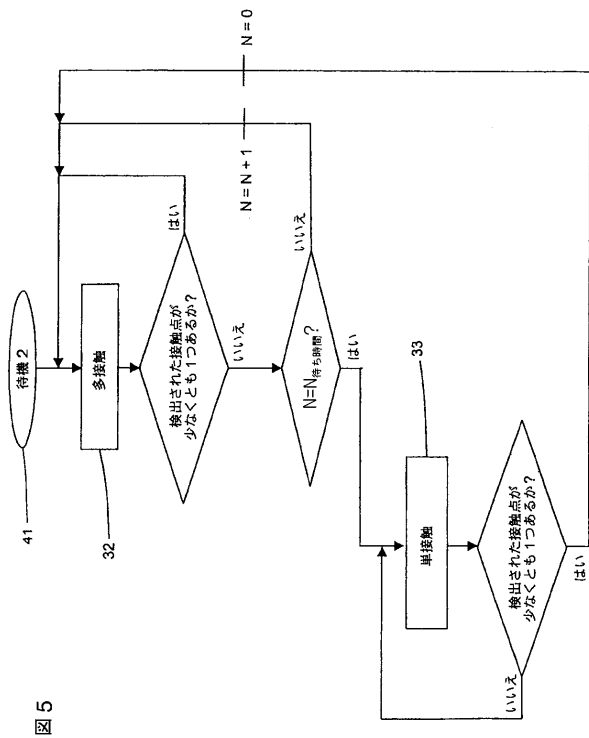 図5
41
待機2
32
多接触
検出された接触点が
少なくとも1つあるか?
はい
いいえ
N=N待ち時間?
いいえ
はい
N=N+1
N=0
33
単接触
検出された接触点が
少なくとも1つあるか?
いいえ
はい